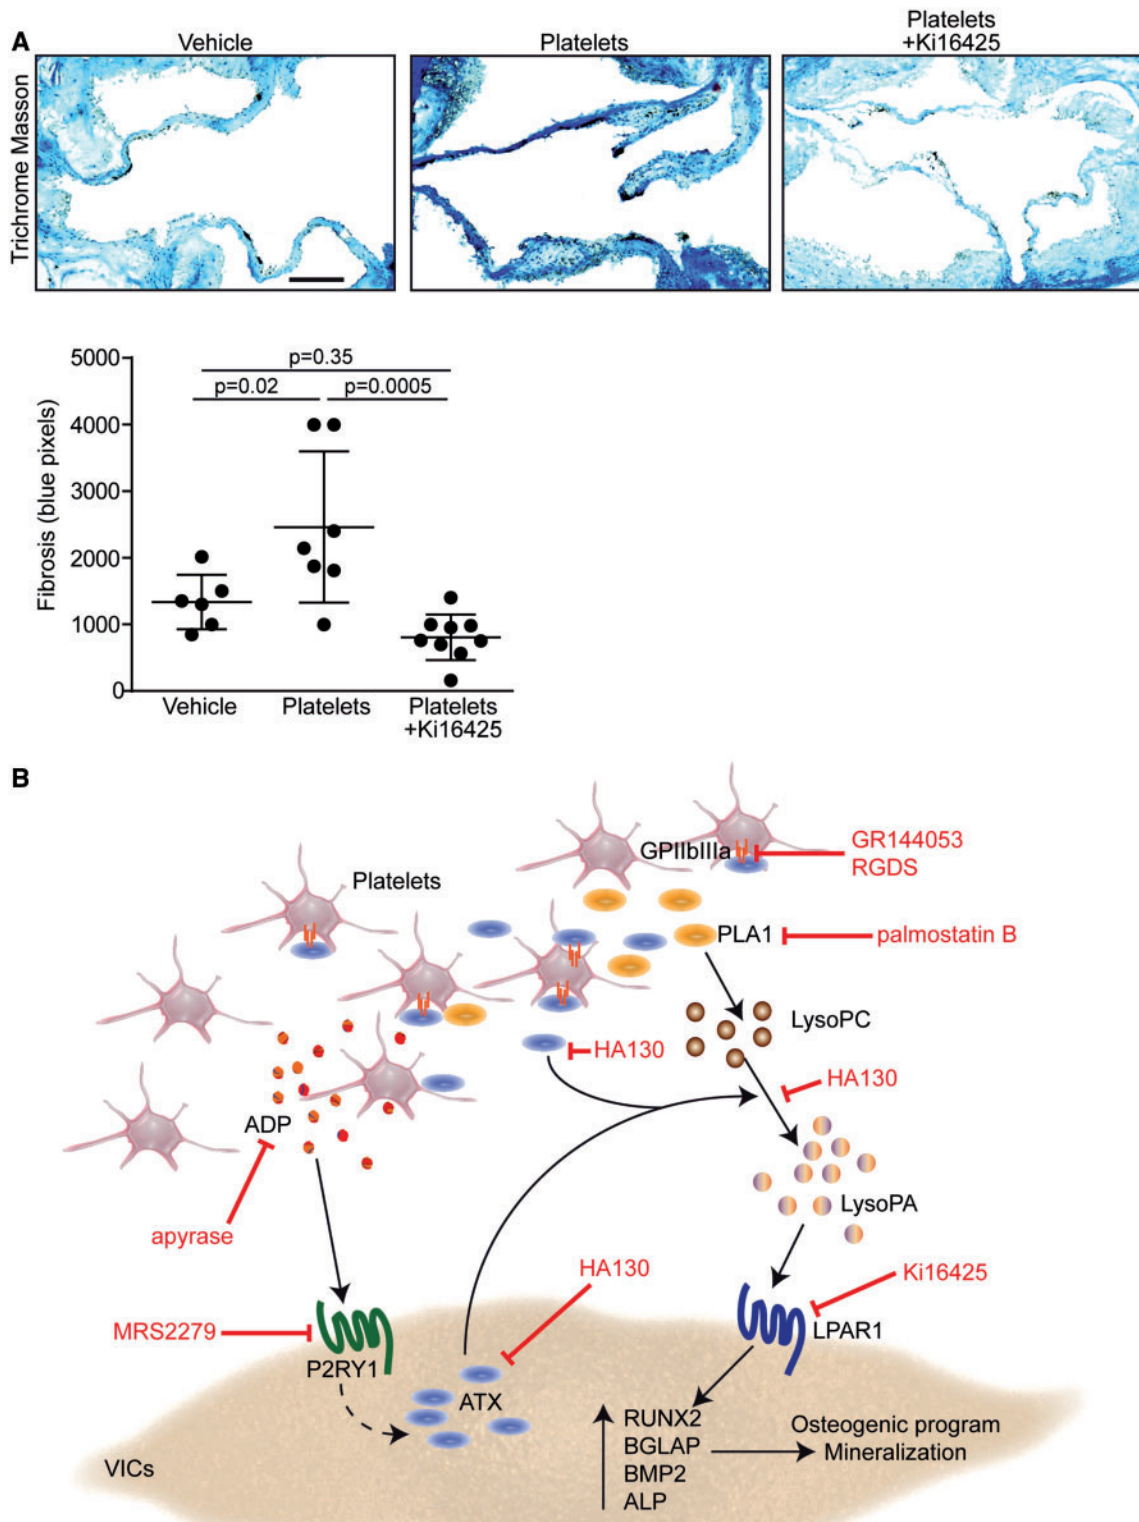 A
Vehicle
Platelets
Platelets
+Ki16425
Trichrome Masson
Fibrosis (blue pixels)
5000
4000
3000
2000
1000
0
p=0.35
p=0.02
p=0.0005
Vehicle
Platelets
Platelets
+Ki16425
B
Platelets
GPIIbIIIa
GR144053
RGDS
PLA1
palmostatin B
LysoPC
HA130
HA130
ADP
apyrase
LysoPA
HA130
Ki16425
MRS2279
P2RY1
LPAR1
ATX
VICs
RUNX2
BGLAP
BMP2
ALP
Osteogenic program
Mineralization